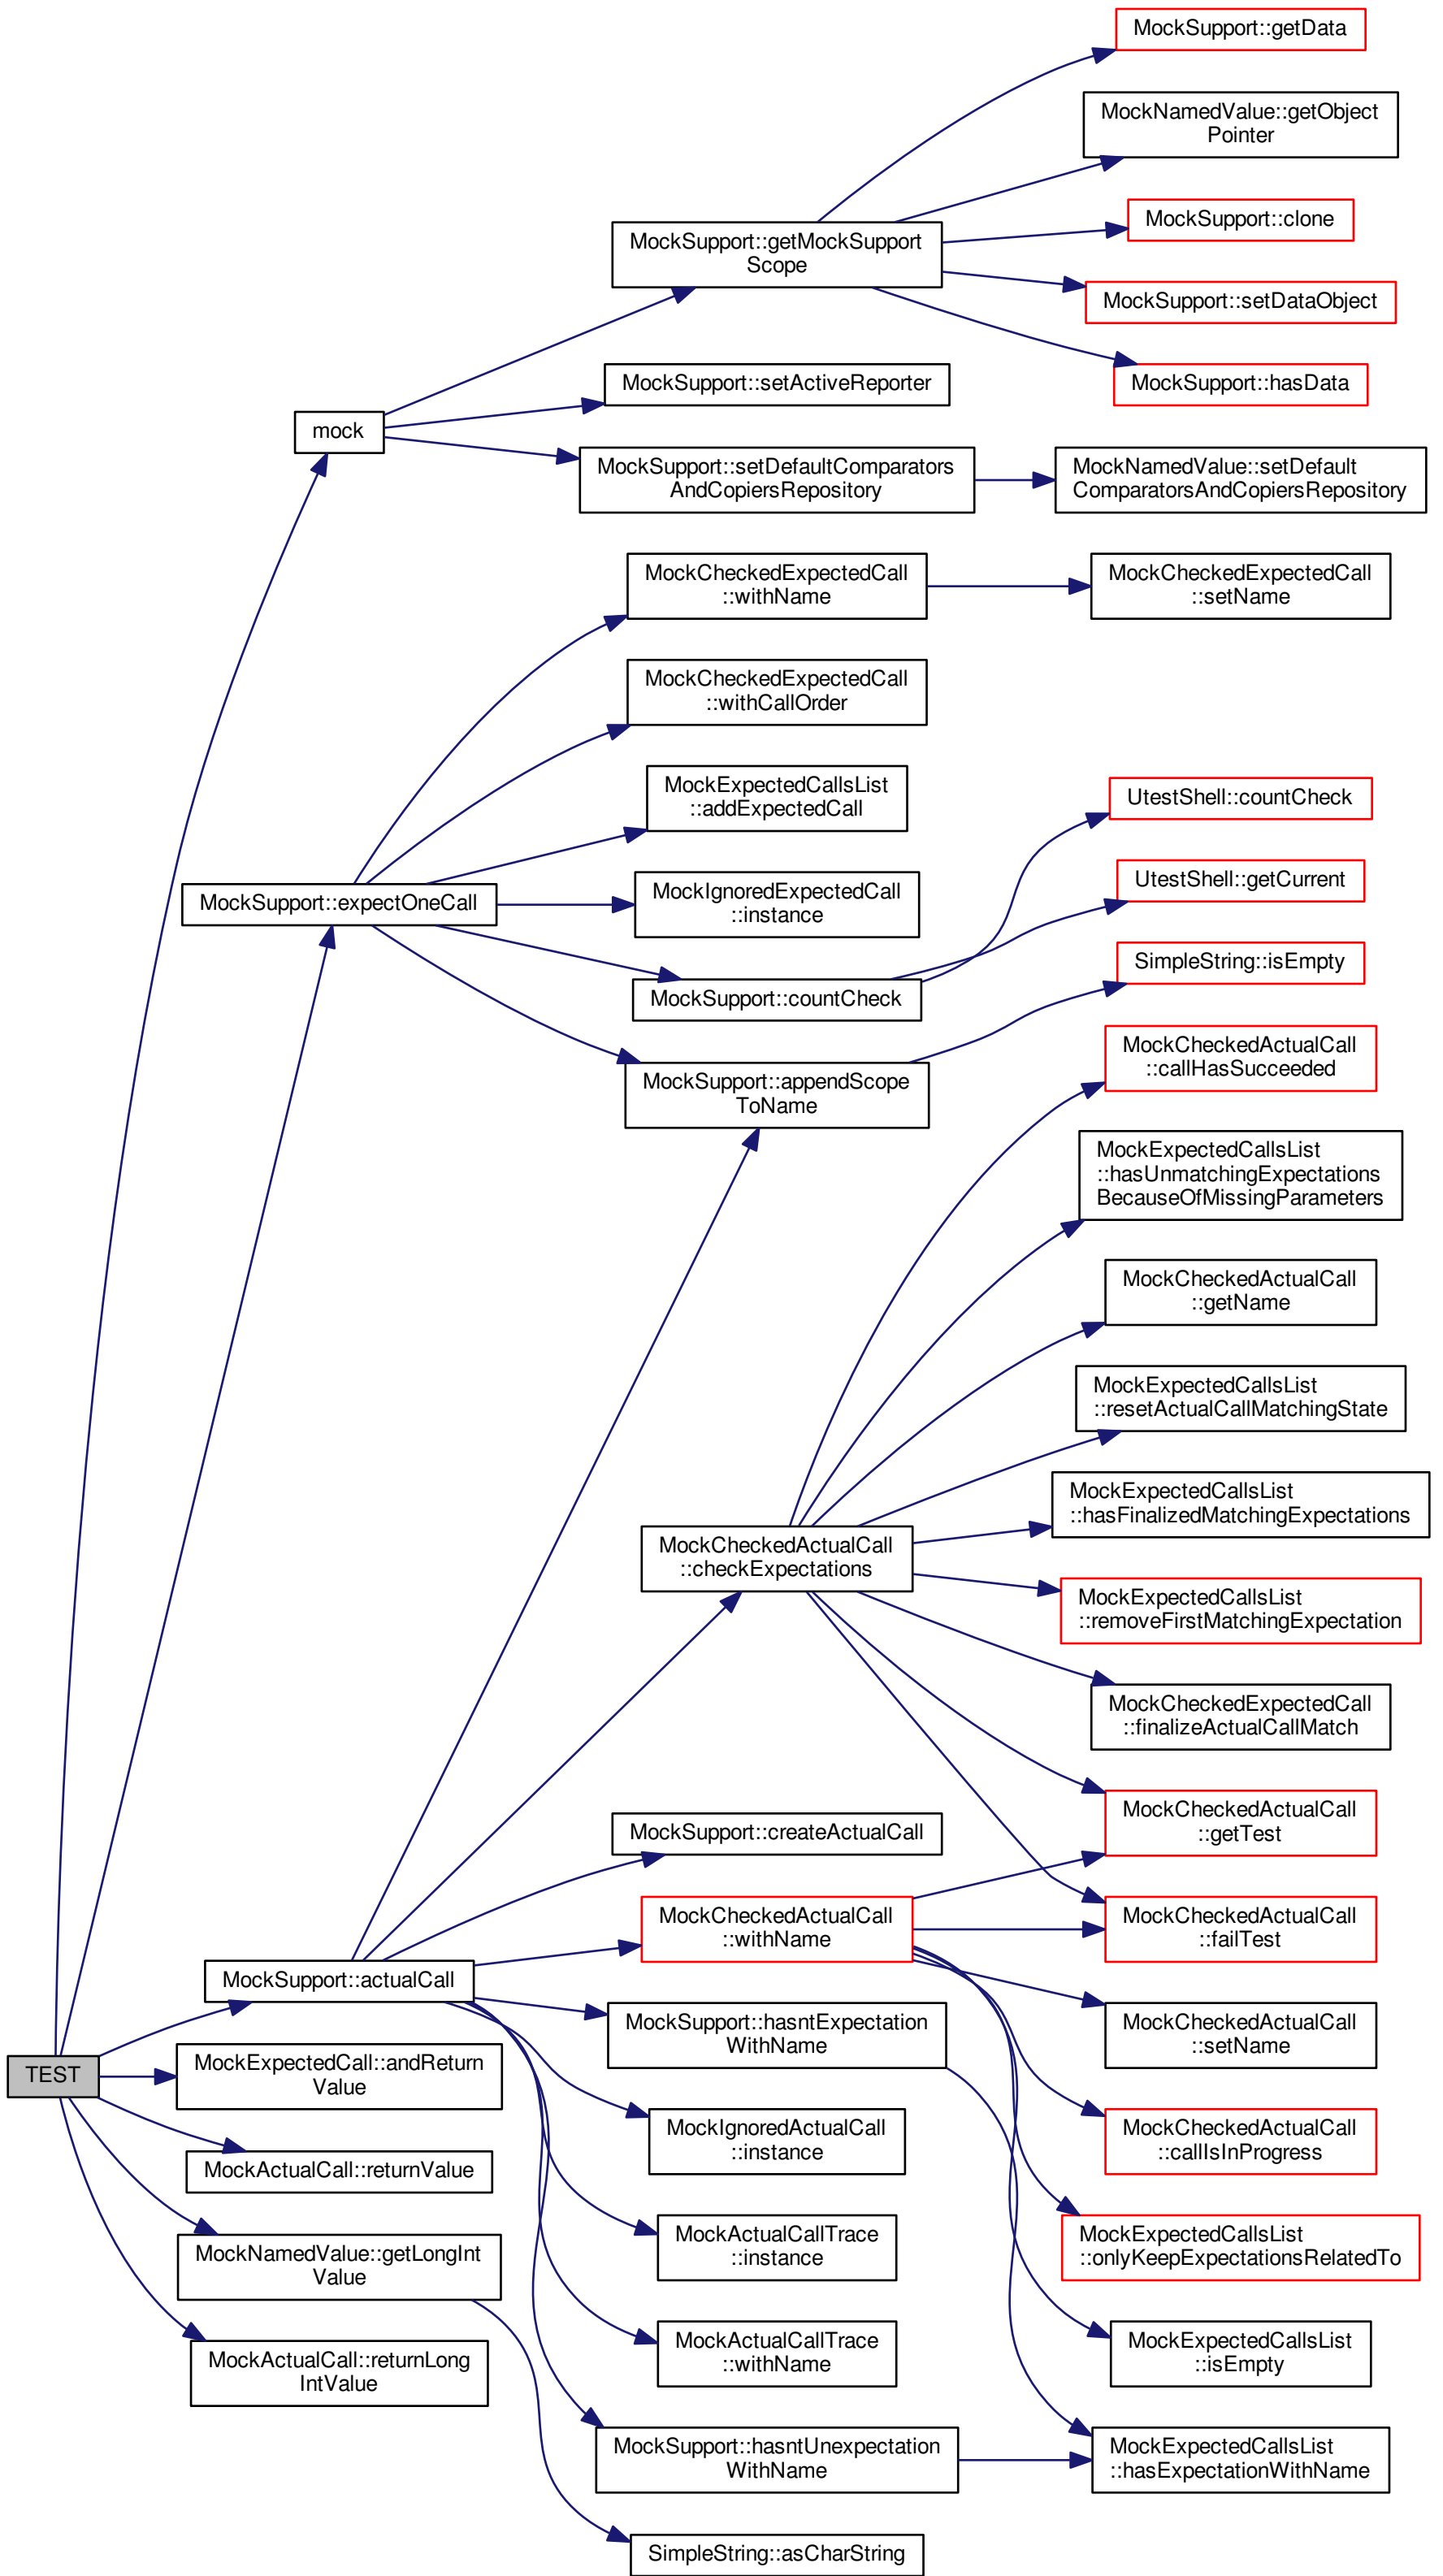 MockSupport::getData
MockNamedValue::getObject
Pointer
MockSupport::getMockSupport
Scope
MockSupport::clone
MockSupport::setDataObject
MockSupport::setActiveReporter
MockSupport::hasData
mock
MockSupport::setDefaultComparators
AndCopiersRepository
MockNamedValue::setDefault
ComparatorsAndCopiersRepository
MockCheckedExpectedCall
::withName
MockCheckedExpectedCall
::setName
MockCheckedExpectedCall
::withCallOrder
MockExpectedCallsList
::addExpectedCall
UtestShell::countCheck
MockSupport::expectOneCall
MockIgnoredExpectedCall
::instance
UtestShell::getCurrent
SimpleString::isEmpty
MockSupport::countCheck
MockSupport::appendScope
ToName
MockCheckedActualCall
::callHasSucceeded
MockExpectedCallsList
::hasUnmatchingExpectations
BecauseOfMissingParameters
MockCheckedActualCall
::getName
MockExpectedCallsList
::resetActualCallMatchingState
MockExpectedCallsList
::hasFinalizedMatchingExpectations
MockCheckedActualCall
::checkExpectations
MockExpectedCallsList
::removeFirstMatchingExpectation
MockCheckedExpectedCall
::finalizeActualCallMatch
MockCheckedActualCall
::getTest
MockSupport::createActualCall
MockCheckedActualCall
::withName
MockCheckedActualCall
::failTest
MockSupport::actualCall
MockSupport::hasntExpectation
WithName
MockCheckedActualCall
::setName
TEST
MockExpectedCall::andReturn
Value
MockIgnoredActualCall
::instance
MockCheckedActualCall
::callIsInProgress
MockActualCall::returnValue
MockActualCallTrace
::instance
MockExpectedCallsList
::onlyKeepExpectationsRelatedTo
MockNamedValue::getLongInt
Value
MockActualCallTrace
::withName
MockExpectedCallsList
::isEmpty
MockActualCall::returnLong
IntValue
MockSupport::hasntUnexpectation
WithName
MockExpectedCallsList
::hasExpectationWithName
SimpleString::asCharString